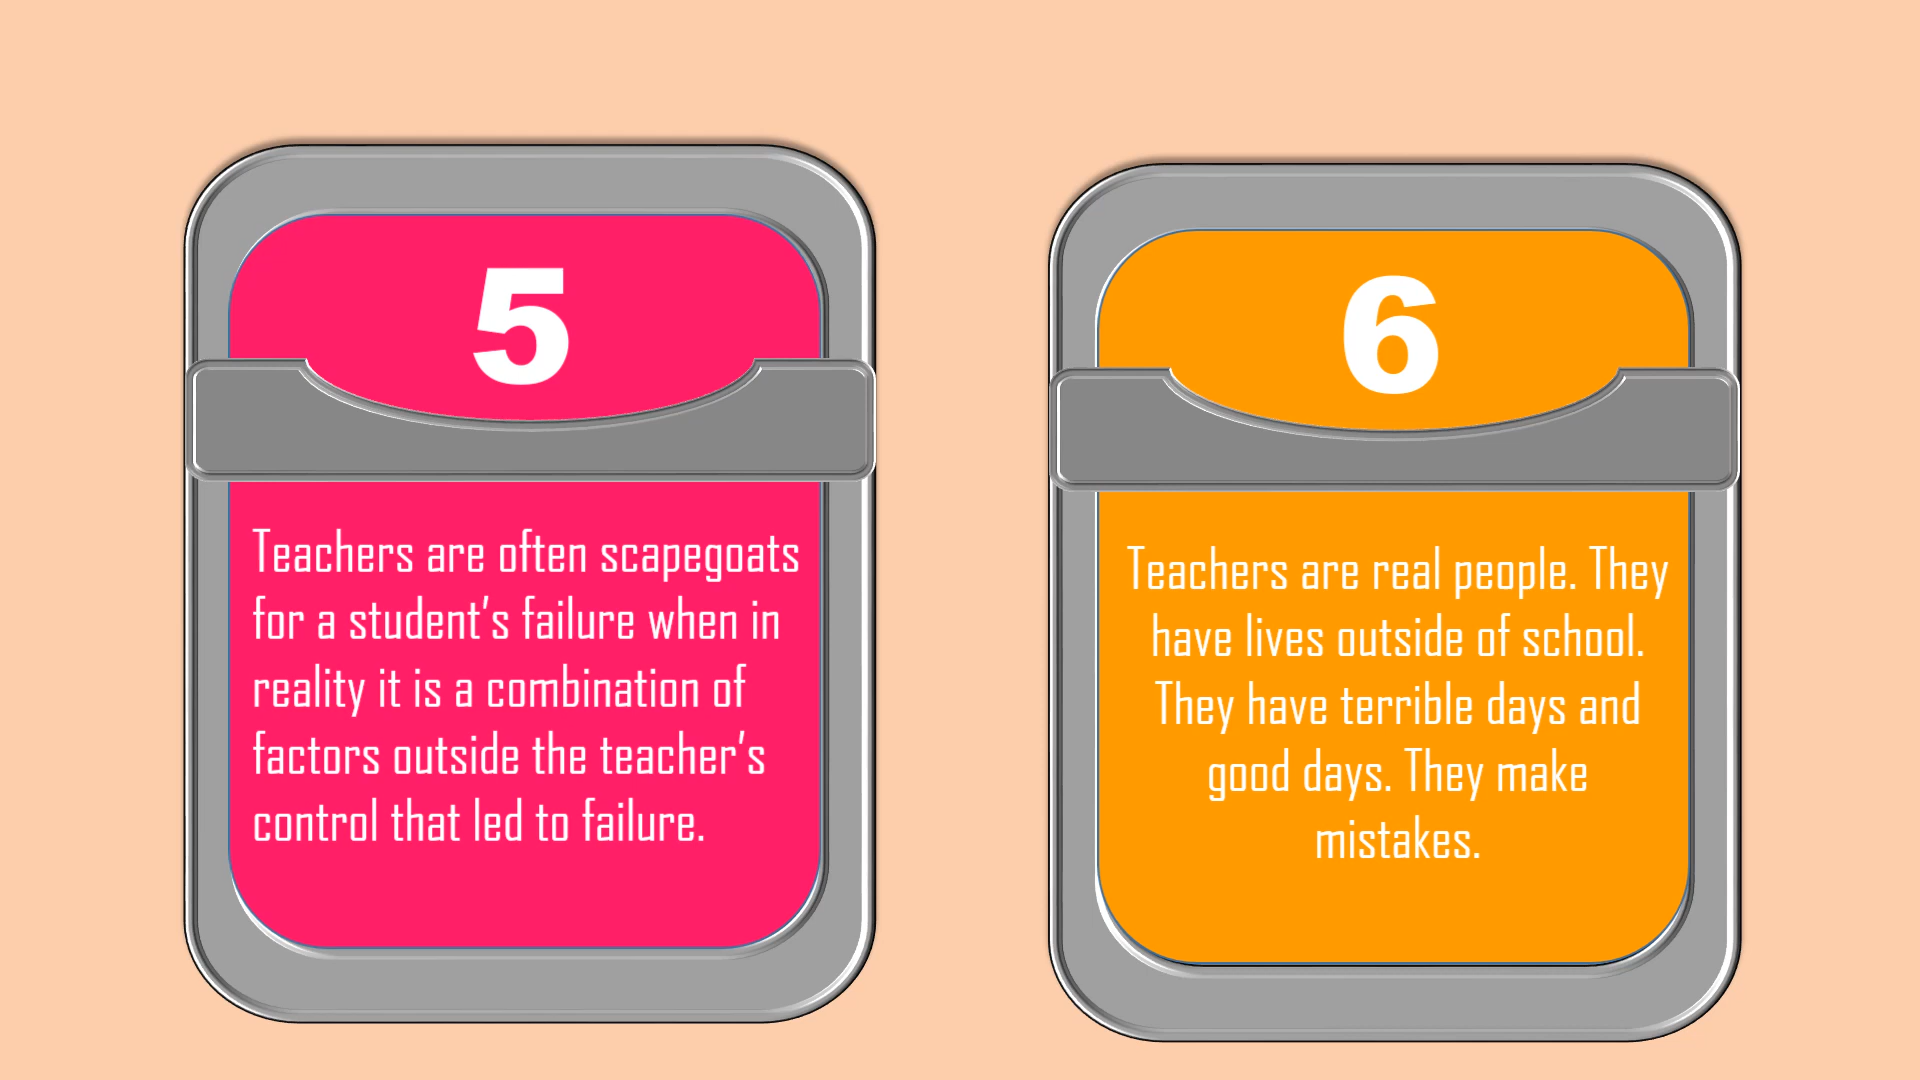 5
Teachers are often scapegoats
for a student’s failure when in
reality it is a combination of
factors outside the teacher’s
control that led to failure.
6
Teachers are real people. They
have lives outside of school.
They have terrible days and
good days. They make
mistakes.